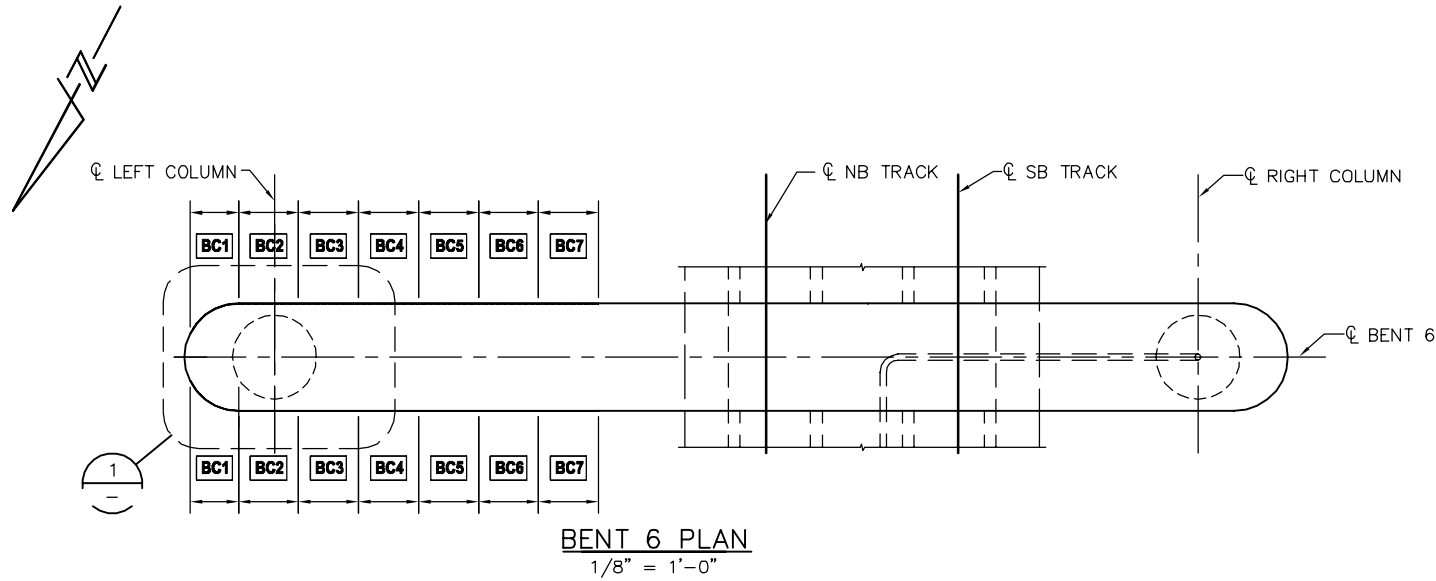 N
℄ LEFT COLUMN
℄ NB TRACK
℄ SB TRACK
℄ RIGHT COLUMN
BC1 BC2 BC3 BC4 BC5 BC6 BC7
℄ BENT 6
BC1 BC2 BC3 BC4 BC5 BC6 BC7
1
–
BENT 6 PLAN
1/8" = 1'-0"